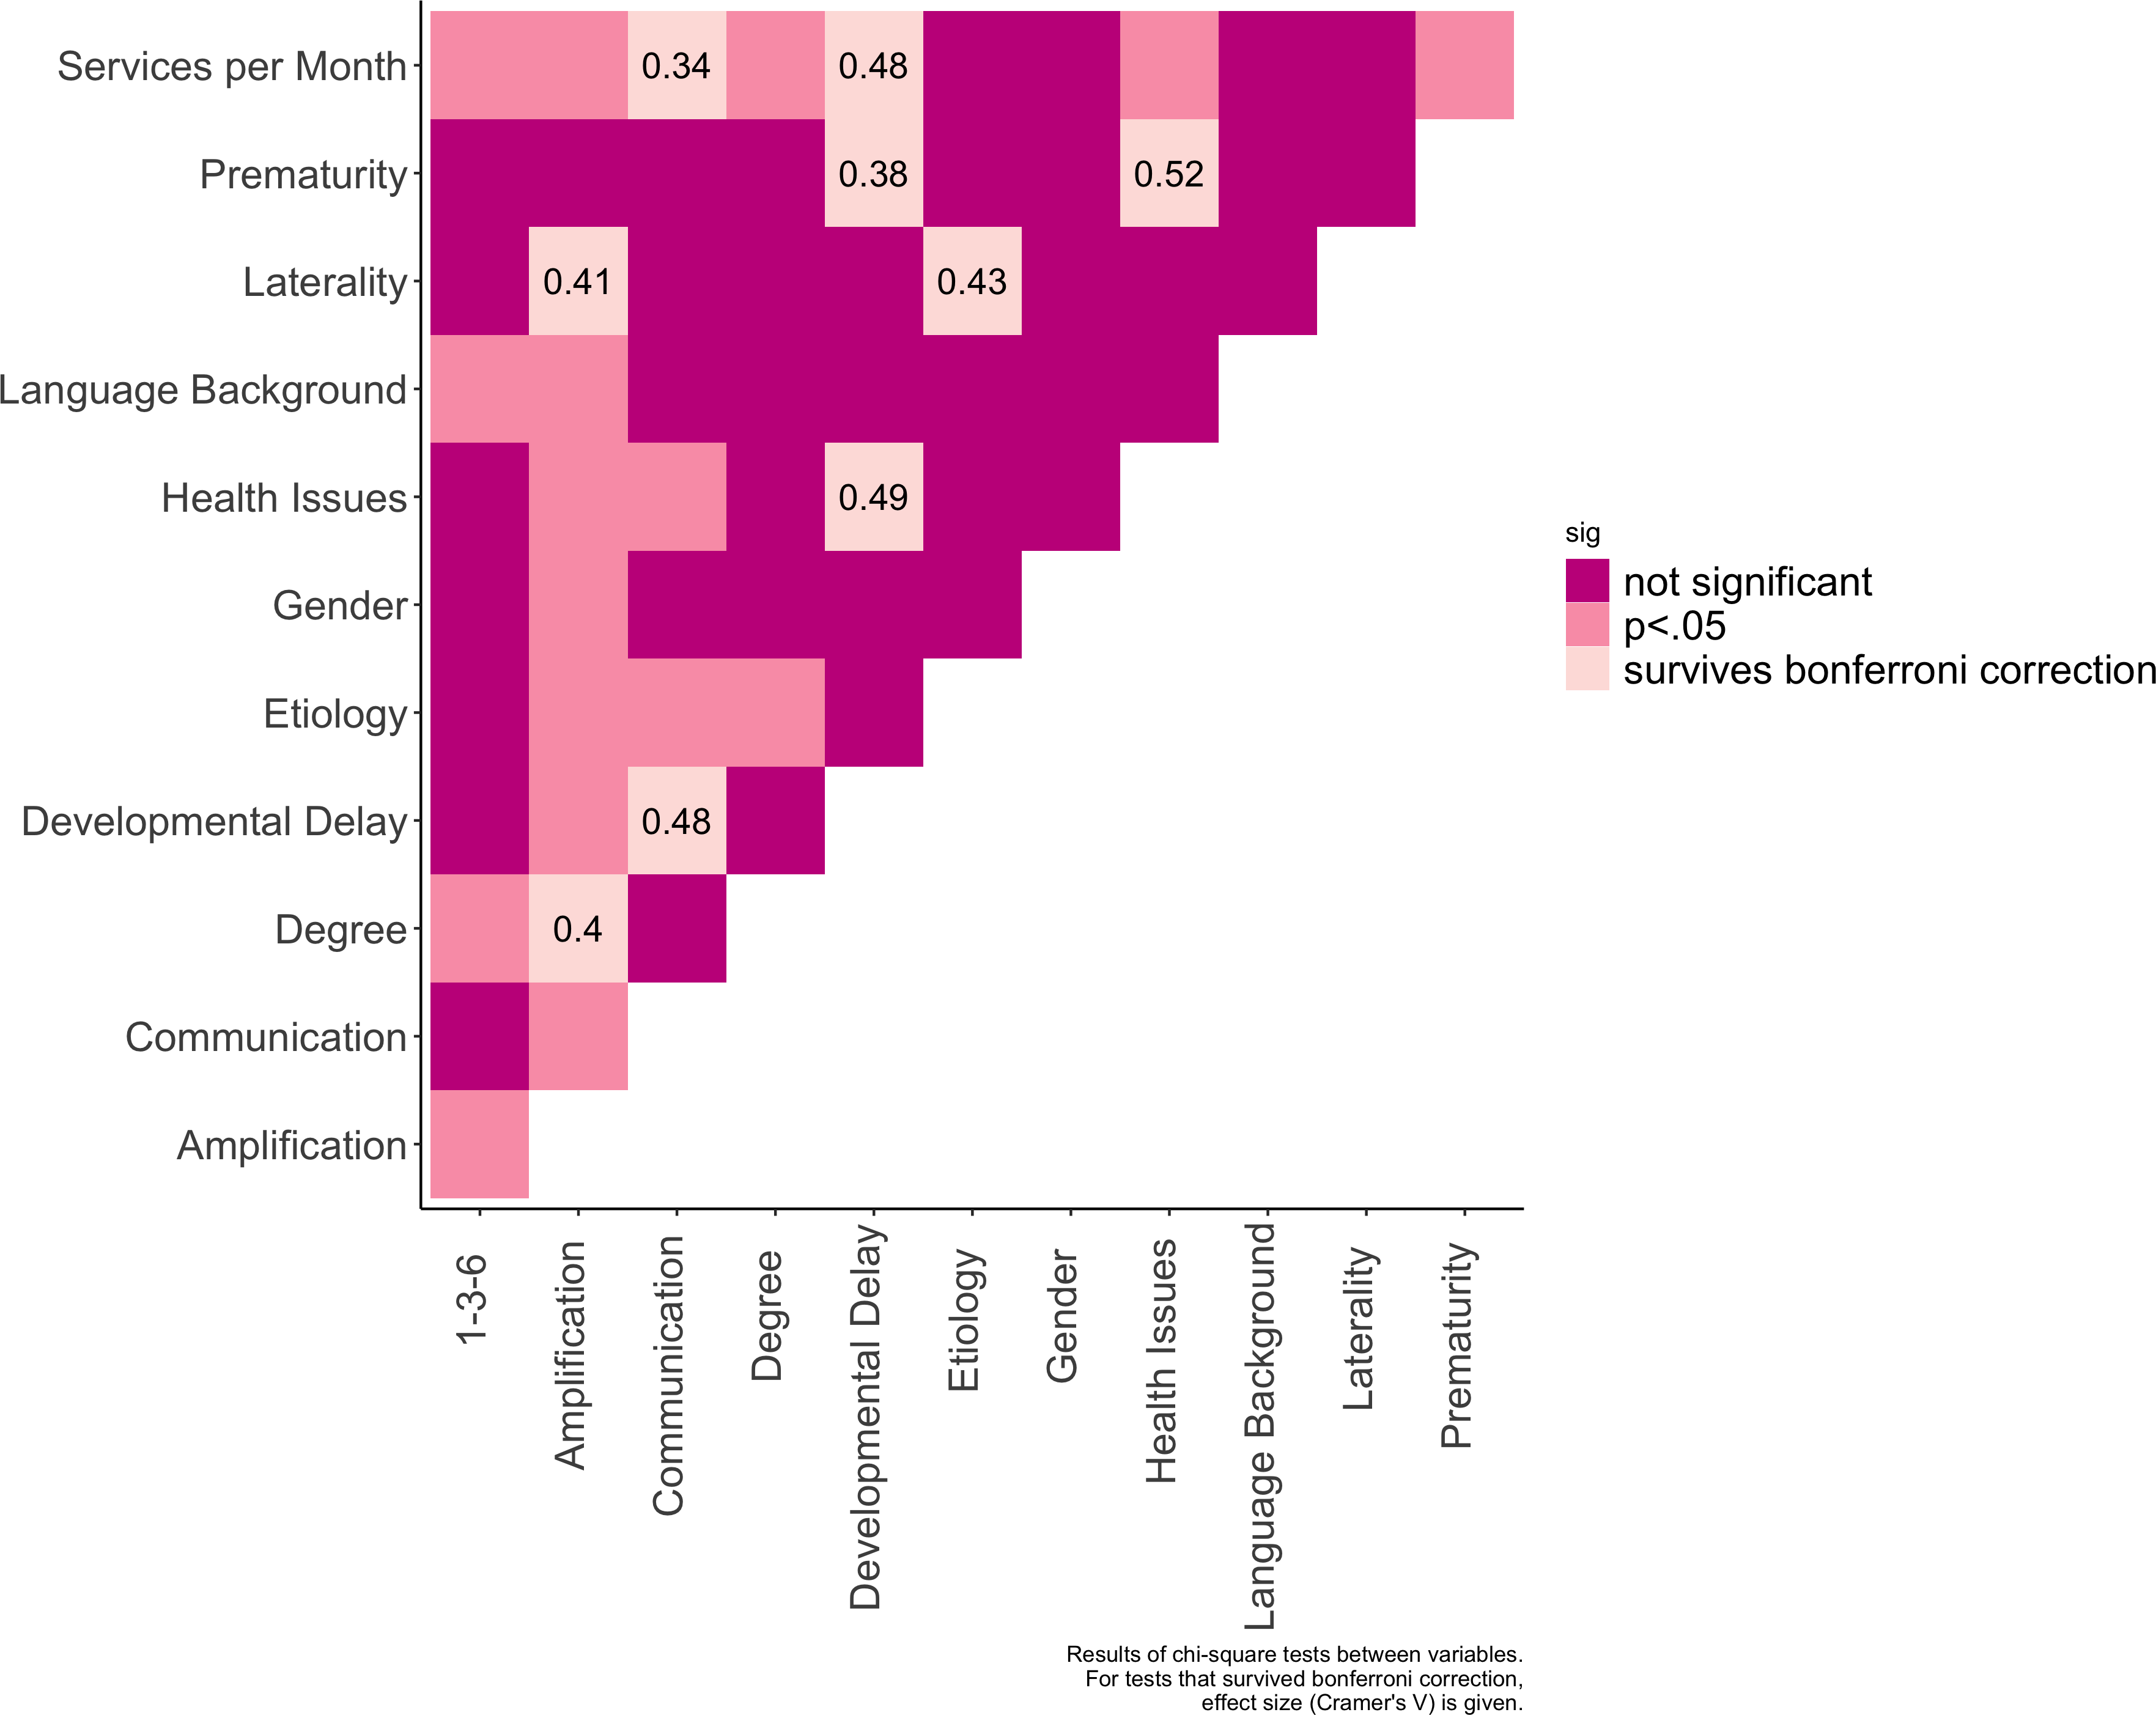 Services per Month
0.34
0.48
Prematurity
0.38
0.52
Laterality
0.41
0.43
Language Background
Health Issues
0.49
Gender
Etiology
Developmental Delay
0.48
Degree
0.4
Communication
Amplification
1-3-6
Amplification
Communication
Degree
Developmental Delay
Etiology
Gender
Health Issues
Language Background
Laterality
Prematurity
sig
not significant
p<.05
survives bonferroni correction
Results of chi-square tests between variables.
For tests that survived bonferroni correction,
effect size (Cramer's V) is given.